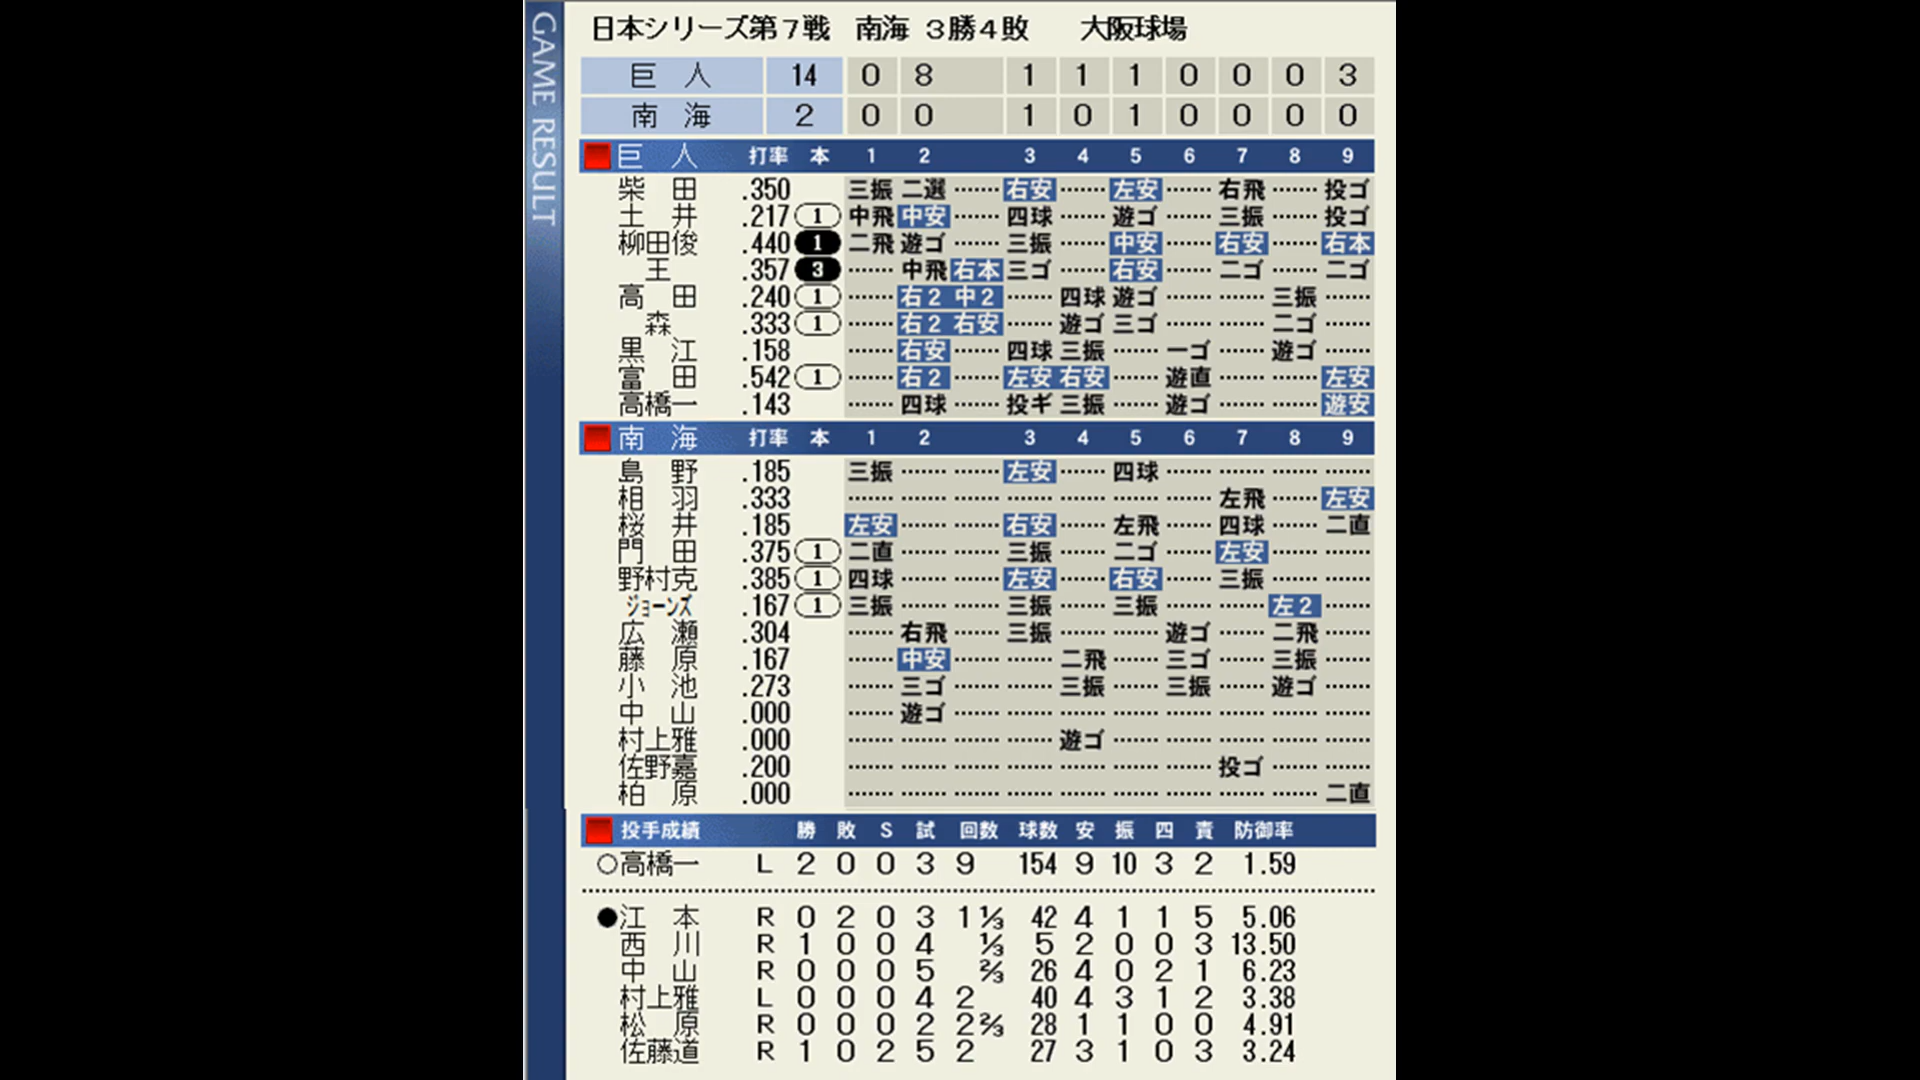 GAME RESULT
日本シリーズ第7戦 南海 3勝4敗 大阪球場
巨人 14 0 8 1 1 1 0 0 0 3
南海 2 0 0 1 0 1 0 0 0 0
巨人 打率 本 1 2 3 4 5 6 7 8 9
柴田 .350 三振 二選 …… 右安 …… 左安 …… 右飛 …… 投ゴ
土井 .217 1 中飛 中安 …… 四球 …… 遊ゴ …… 三振 …… 投ゴ
柳田俊 .440 1 二飛 遊ゴ …… 三振 …… 中安 …… 右安 …… 右本
王 .357 3 …… 中飛 右本 三ゴ …… 右安 …… 二ゴ …… 二ゴ
高田 .240 1 …… 右2 中2 …… 四球 遊ゴ …… …… 三振 ……
森 .333 1 …… 右2 右安 …… 遊ゴ 三ゴ …… …… 二ゴ ……
黒江 .158 …… 右安 …… 四球 三振 …… 一ゴ …… 遊ゴ ……
富田 .542 1 …… 右2 …… 左安 右安 …… 遊直 …… …… 左安
高橋一 .143 …… 四球 …… 投ギ 三振 …… 遊ゴ …… …… 遊安
南海 打率 本 1 2 3 4 5 6 7 8 9
島野 .185 三振 …… …… 左安 …… 四球 …… …… …… ……
相羽 .333 …… …… …… …… …… …… …… 左飛 …… 左安
桜井 .185 左安 …… …… 右安 …… 左飛 …… 四球 …… 二直
門田 .375 1 二直 …… …… 三振 …… 二ゴ …… 左安 …… ……
野村克 .385 1 四球 …… …… 左安 …… 右安 …… 三振 …… ……
ジョーンズ .167 1 三振 …… …… 三振 …… 三振 …… …… 左2 ……
広瀬 .304 …… 右飛 …… 三振 …… …… 遊ゴ …… 二飛 ……
藤原 .167 …… 中安 …… …… 二飛 …… 三ゴ …… 三振 ……
小池 .273 …… 三ゴ …… …… 三振 …… 三振 …… 遊ゴ ……
中山 .000 …… 遊ゴ …… …… …… …… …… …… …… ……
村上雅 .000 …… …… …… …… 遊ゴ …… …… …… …… ……
佐野嘉 .200 …… …… …… …… …… …… …… 投ゴ …… ……
柏原 .000 …… …… …… …… …… …… …… …… …… 二直
投手成績 勝 敗 S 試 回数 球数 安 振 四 責 防御率
○高橋一 L 2 0 0 3 9 154 9 10 3 2 1.59
●江本 R 0 2 0 3 1⅓ 42 4 1 1 5 5.06
西川 R 1 0 0 4 ⅓ 5 2 0 0 3 13.50
中山 R 0 0 0 5 ⅔ 26 4 0 2 1 6.23
村上雅 L 0 0 0 4 2 40 4 3 1 2 3.38
松原 R 0 0 0 2 2⅔ 28 1 1 0 0 4.91
佐藤道 R 1 0 2 5 2 27 3 1 0 3 3.24